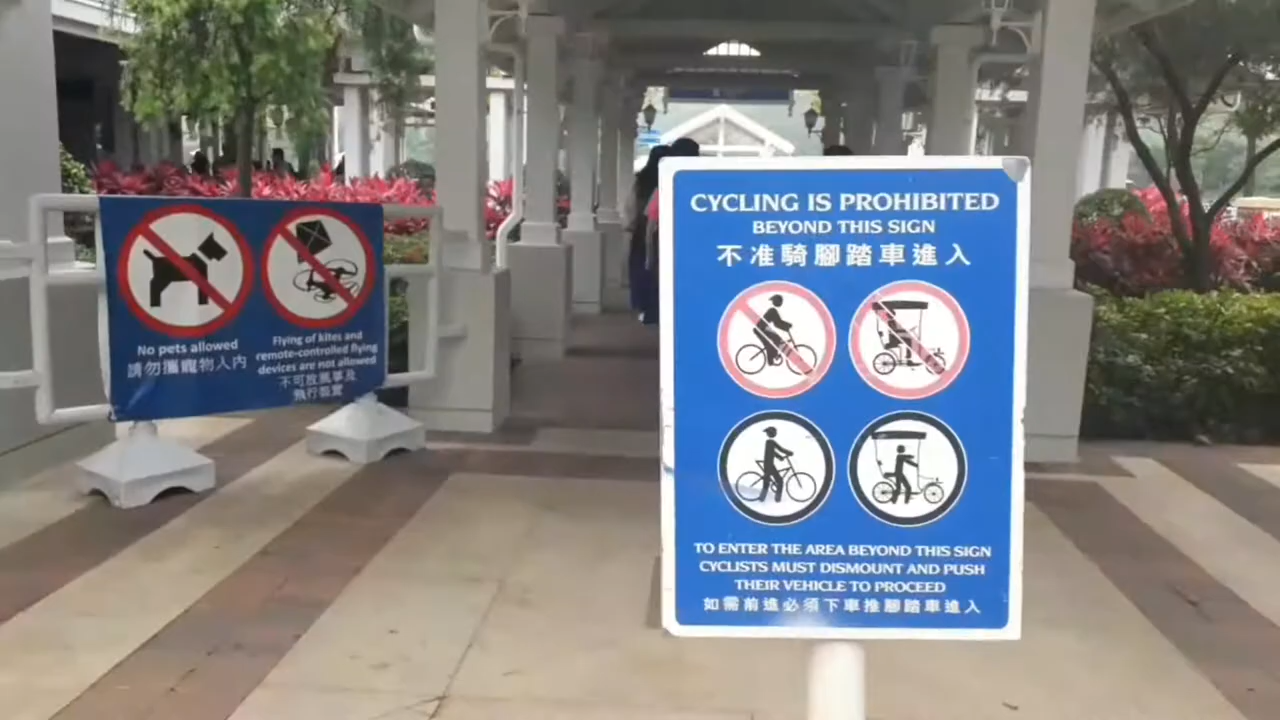 No pets allowed
請勿攜寵物入內
Flying of kites and
remote-controlled flying
devices are not allowed
不可放風箏及
飛行裝置
CYCLING IS PROHIBITED
BEYOND THIS SIGN
不准騎腳踏車進入
TO ENTER THE AREA BEYOND THIS SIGN
CYCLISTS MUST DISMOUNT AND PUSH
THEIR VEHICLE TO PROCEED
如需前進必須下車推腳踏車進入